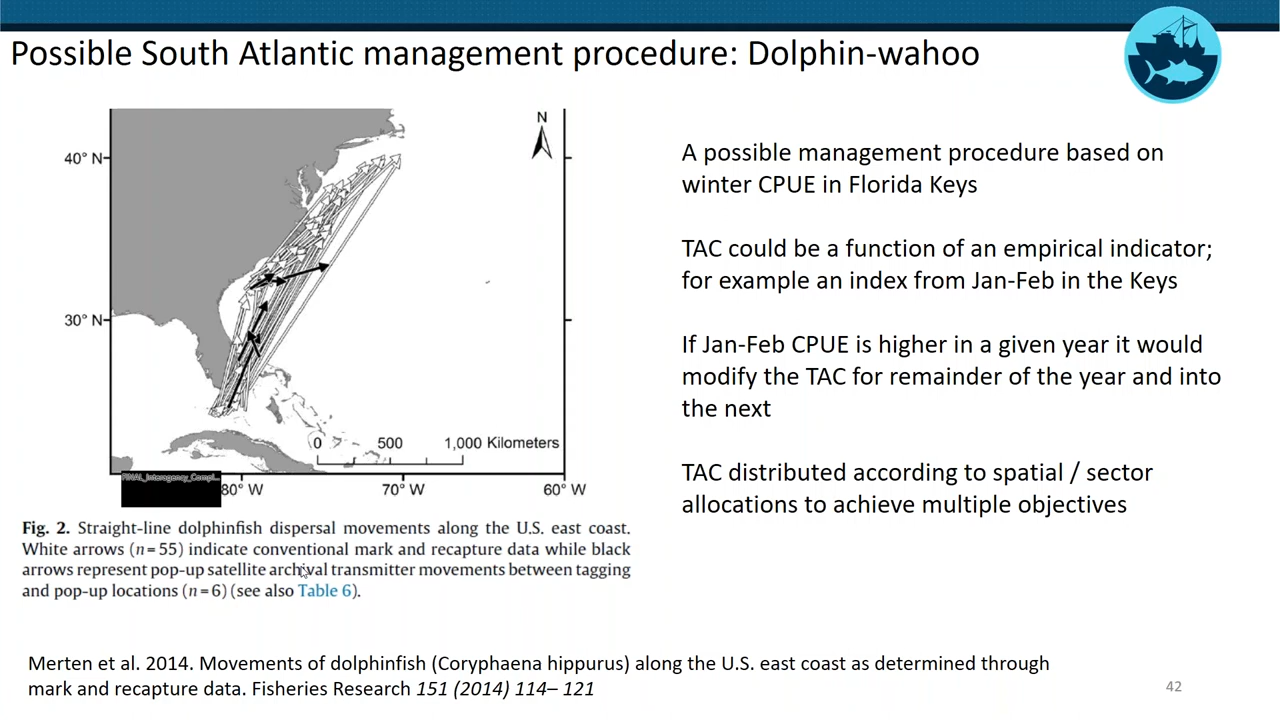 Possible South Atlantic management procedure: Dolphin-wahoo
N
40° N
30° N
0
500
1,000 Kilometers
80° W
70° W
60° W
Fig. 2. Straight-line dolphinfish dispersal movements along the U.S. east coast.
White arrows (n=55) indicate conventional mark and recapture data while black
arrows represent pop-up satellite archival transmitter movements between tagging
and pop-up locations (n=6) (see also Table 6).
A possible management procedure based on
winter CPUE in Florida Keys
TAC could be a function of an empirical indicator;
for example an index from Jan-Feb in the Keys
If Jan-Feb CPUE is higher in a given year it would
modify the TAC for remainder of the year and into
the next
TAC distributed according to spatial / sector
allocations to achieve multiple objectives
Merten et al. 2014. Movements of dolphinfish (Coryphaena hippurus) along the U.S. east coast as determined through
mark and recapture data. Fisheries Research 151 (2014) 114– 121
42